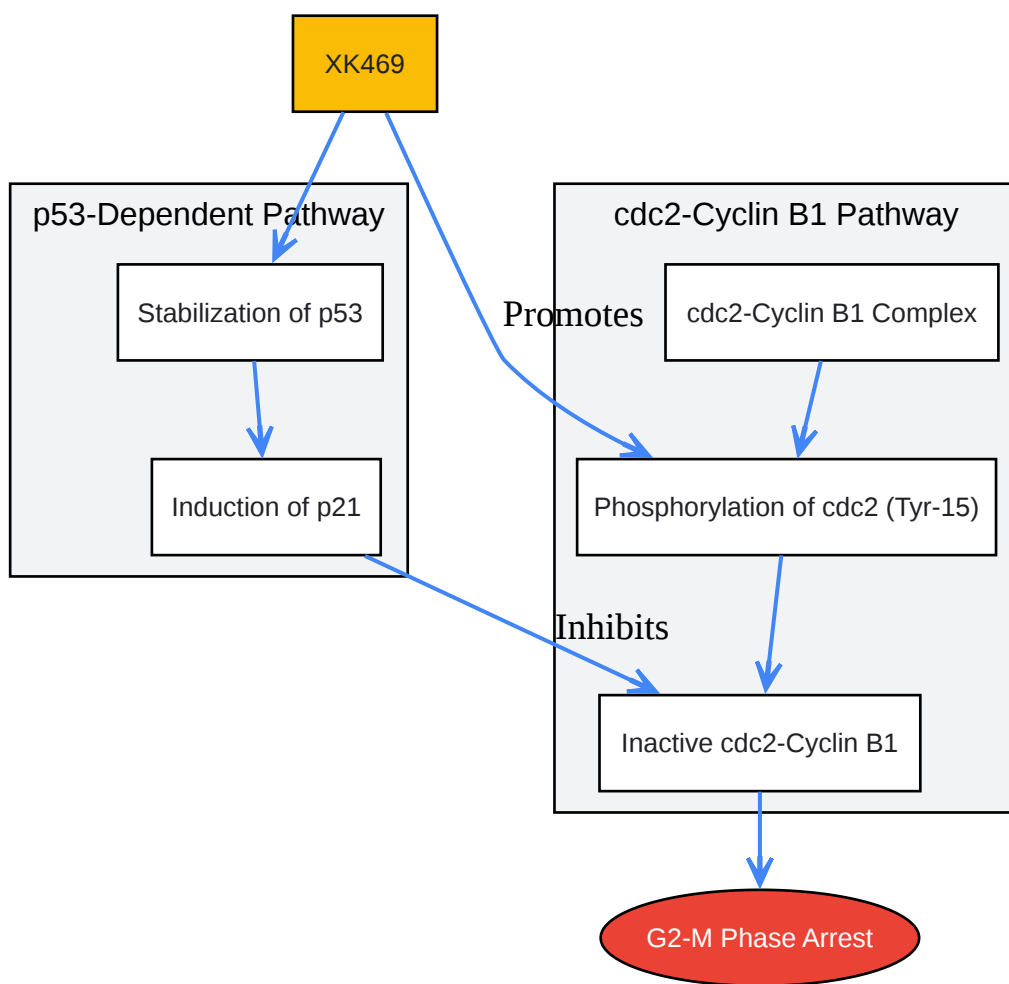 XK469
p53-Dependent Pathway
cdc2-Cyclin B1 Pathway
Stabilization of p53
Promotes
cdc2-Cyclin B1 Complex
Induction of p21
Phosphorylation of cdc2 (Tyr-15)
Inhibits
Inactive cdc2-Cyclin B1
G2-M Phase Arrest